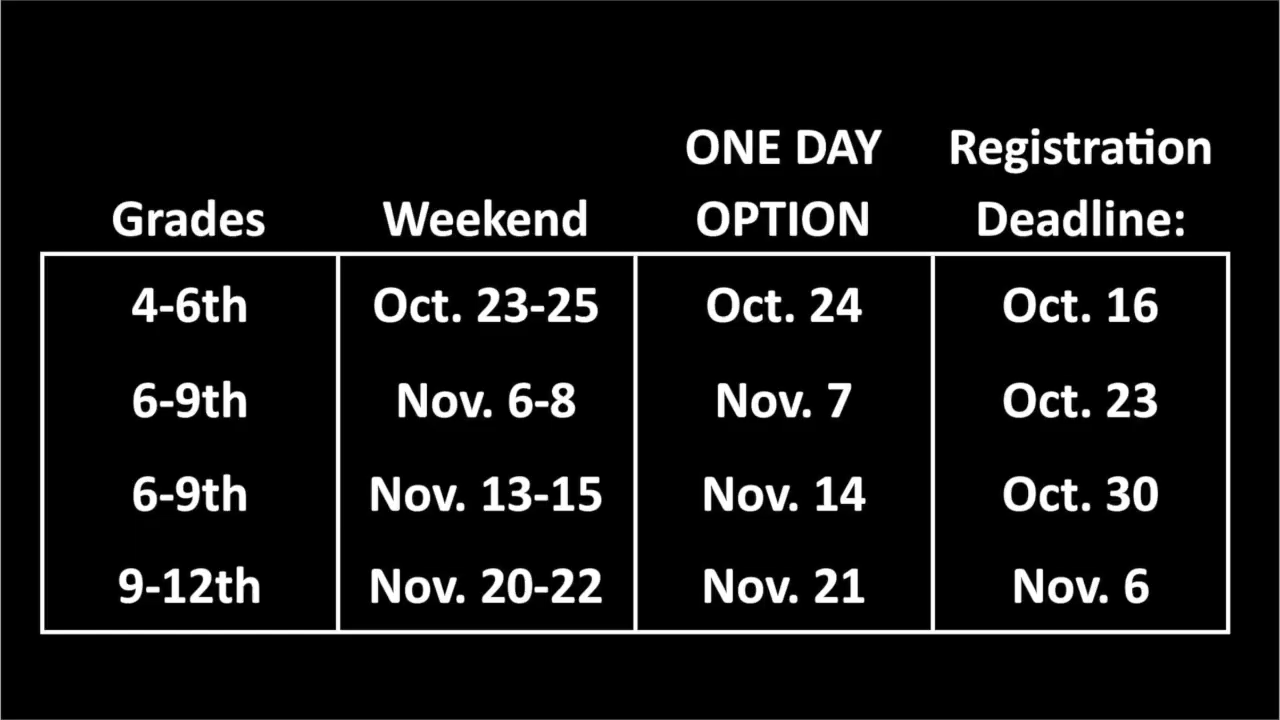 Grades Weekend ONE DAY OPTION Registration Deadline:
4-6th Oct. 23-25 Oct. 24 Oct. 16
6-9th Nov. 6-8 Nov. 7 Oct. 23
6-9th Nov. 13-15 Nov. 14 Oct. 30
9-12th Nov. 20-22 Nov. 21 Nov. 6